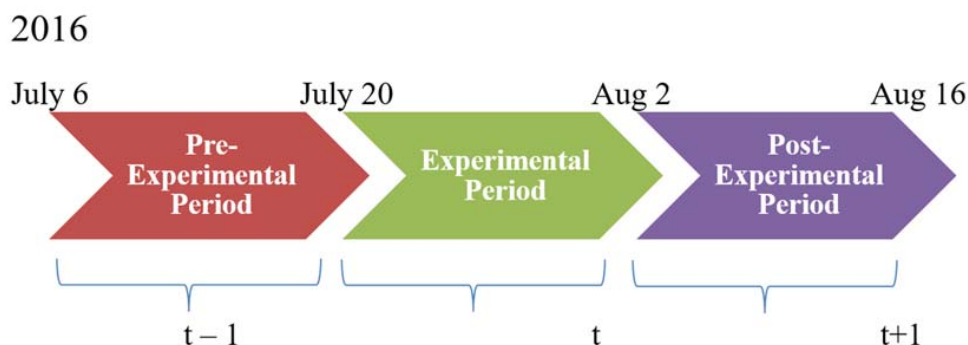 2016
July 6
July 20
Aug 2
Aug 16
Pre-
Experimental
Period
Experimental
Period
Post-
Experimental
Period
t – 1
t
t+1